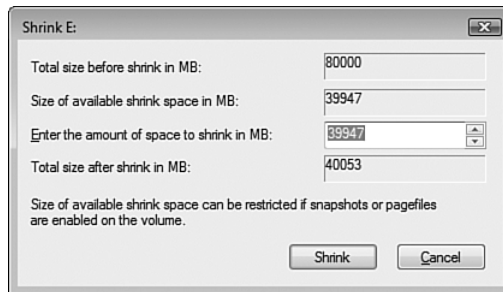 Shrink E:
Total size before shrink in MB: 80000
Size of available shrink space in MB: 39947
Enter the amount of space to shrink in MB: 39947
Total size after shrink in MB: 40053
Size of available shrink space can be restricted if snapshots or pagefiles
are enabled on the volume.
Shrink Cancel